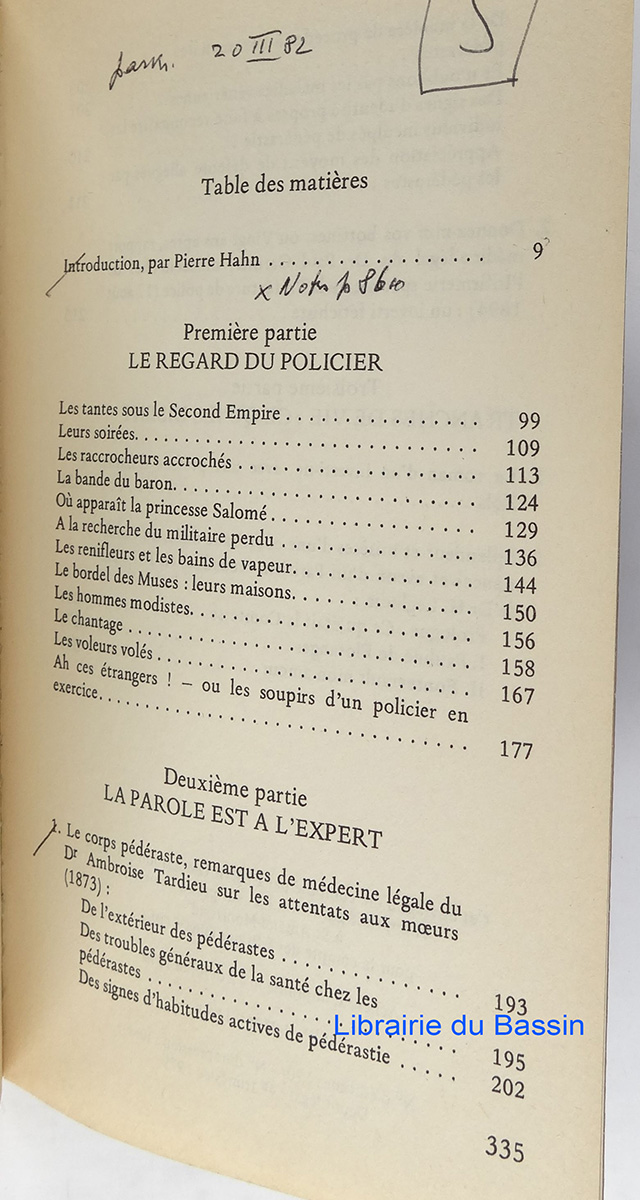 20 III 82
Table des matières
Introduction, par Pierre Hahn . . . . . . . . . . . . . . . . . . 9
x Notes p 86
Première partie
LE REGARD DU POLICIER
Les tantes sous le Second Empire . . . . . . . . . . . . . . . . 99
Leurs soirées. . . . . . . . . . . . . . . . . . . . . . . . . . . . 109
Les raccrocheurs accrochés . . . . . . . . . . . . . . . . . . . 113
La bande du baron. . . . . . . . . . . . . . . . . . . . . . . . 124
Où apparaît la princesse Salomé. . . . . . . . . . . . . . . . 129
A la recherche du militaire perdu . . . . . . . . . . . . . . . 136
Les renifleurs et les bains de vapeur. . . . . . . . . . . . . . 144
Le bordel des Muses : leurs maisons. . . . . . . . . . . . . . 150
Les hommes modistes. . . . . . . . . . . . . . . . . . . . . . 156
Le chantage . . . . . . . . . . . . . . . . . . . . . . . . . . . 158
Les voleurs volés . . . . . . . . . . . . . . . . . . . . . . . . 167
Ah ces étrangers ! – ou les soupirs d'un policier en
exercice. . . . . . . . . . . . . . . . . . . . . . . . . . . . . . 177
Deuxième partie
LA PAROLE EST A L'EXPERT
1. Le corps pédéraste, remarques de médecine légale du
Dr Ambroise Tardieu sur les attentats aux mœurs
(1873) :
De l'extérieur des pédérastes . . . . . . . . . . . . . . . 193
Des troubles généraux de la santé chez les
pédérastes . . . . . . . . . . . . . . . . . . . . . . . . . 195
Des signes d'habitudes actives de pédérastie . . . . . 202
Librairie du Bassin
335